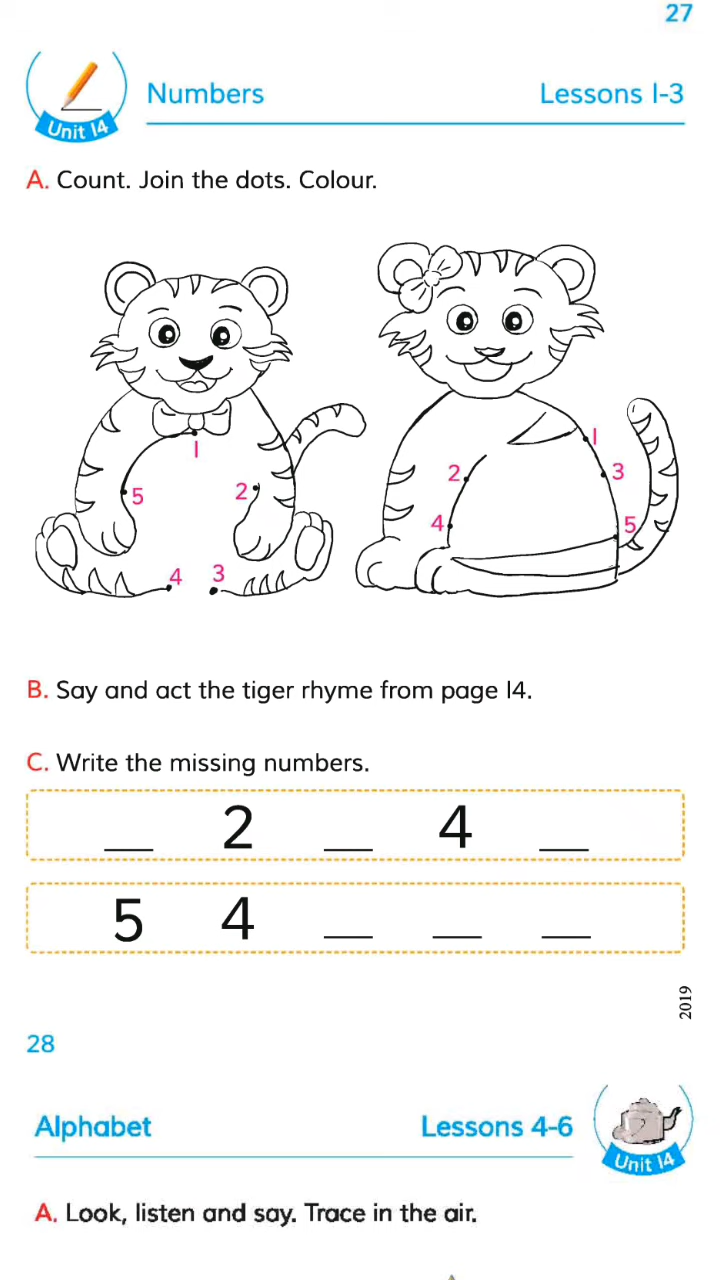 27
Numbers Lessons 1-3
Unit 14
A. Count. Join the dots. Colour.
1
5 2
4 3
1
2 3
4 5
B. Say and act the tiger rhyme from page 14.
C. Write the missing numbers.
__ 2 __ 4 __
5 4 __ __ __
2019
28
Alphabet Lessons 4-6
Unit 14
A. Look, listen and say. Trace in the air.